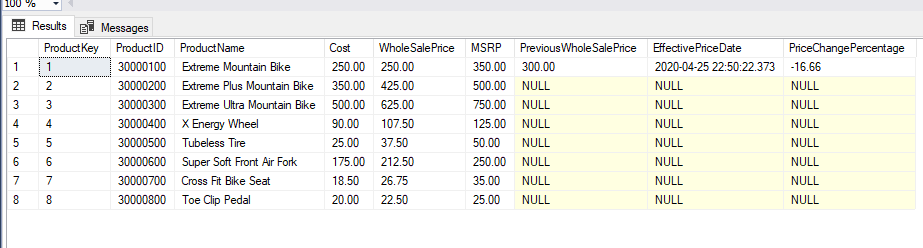 100 %
Results Messages
ProductKey ProductID ProductName Cost WholeSalePrice MSRP PreviousWholeSalePrice EffectivePriceDate PriceChangePercentage
1 1 30000100 Extreme Mountain Bike 250.00 250.00 350.00 300.00 2020-04-25 22:50:22.373 -16.66
2 2 30000200 Extreme Plus Mountain Bike 350.00 425.00 500.00 NULL NULL NULL
3 3 30000300 Extreme Ultra Mountain Bike 500.00 625.00 750.00 NULL NULL NULL
4 4 30000400 X Energy Wheel 90.00 107.50 125.00 NULL NULL NULL
5 5 30000500 Tubeless Tire 25.00 37.50 50.00 NULL NULL NULL
6 6 30000600 Super Soft Front Air Fork 175.00 212.50 250.00 NULL NULL NULL
7 7 30000700 Cross Fit Bike Seat 18.50 26.75 35.00 NULL NULL NULL
8 8 30000800 Toe Clip Pedal 20.00 22.50 25.00 NULL NULL NULL